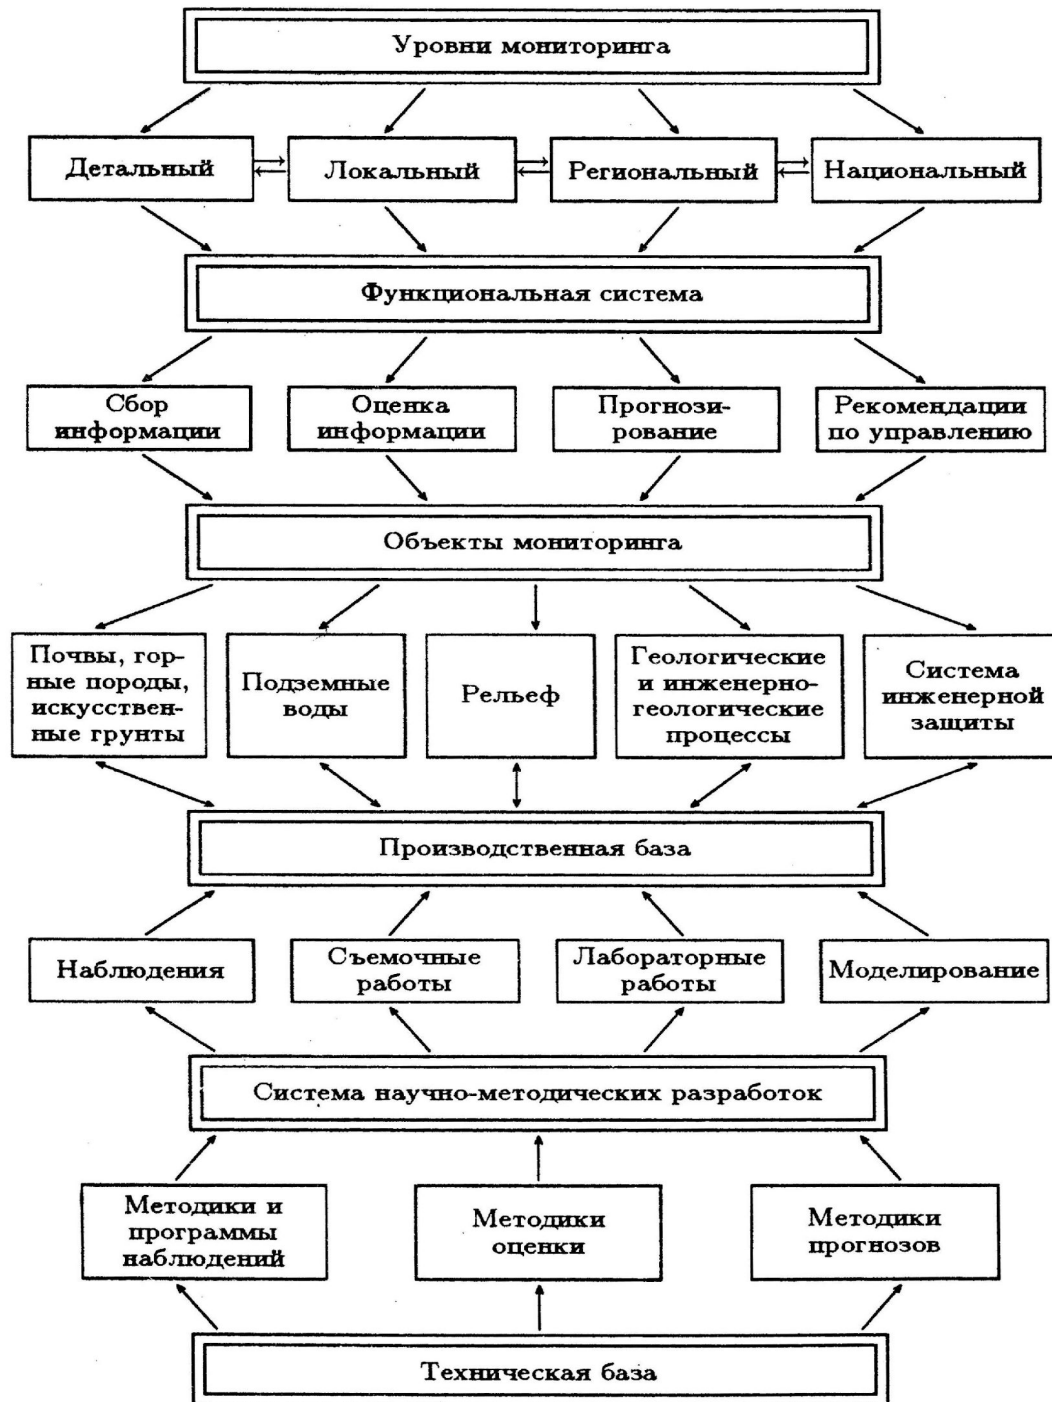 Уровни мониторинга
Детальный
Локальный
Региональный
Национальный
Функциональная система
Сбор
информации
Оценка
информации
Прогнози-
рование
Рекомендации
по управлению
Объекты мониторинга
Почвы, гор-
ные породы,
искусствен-
ные грунты
Подземные
воды
Рельеф
Геологические
и инженерно-
геологические
процессы
Система
инженерной
защиты
Производственная база
Наблюдения
Съемочные
работы
Лабораторные
работы
Моделирование
Система научно-методических разработок
Методики и
программы
наблюдений
Методики
оценки
Методики
прогнозов
Техническая база